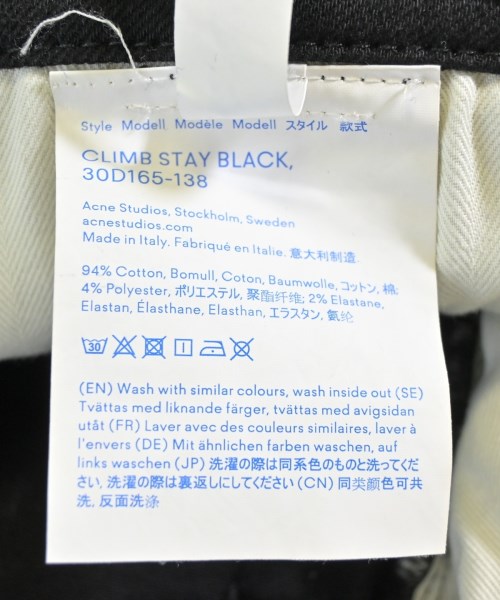 Style Modell Modèle Modell スタイル 款式
CLIMB STAY BLACK,
30D165-138
Acne Studios, Stockholm, Sweden
acnestudios.com
Made in Italy. Fabriqué en Italie. 意大利制造.
94% Cotton, Bomull, Coton, Baumwolle, コットン, 棉;
4% Polyester, ポリエステル, 聚酯纤维; 2% Elastane,
Elastan, Élasthane, Elasthan, エラスタン, 氨纶
30
(EN) Wash with similar colours, wash inside out (SE)
Tvättas med liknande färger, tvättas med avigsidan
utåt (FR) Laver avec des couleurs similaires, laver à
l'envers (DE) Mit ähnlichen farben waschen, auf
links waschen (JP) 洗濯の際は同系色のものと洗ってくだ
さい, 洗濯の際は裏返しにしてください (CN) 同类颜色可共
洗, 反面洗涤